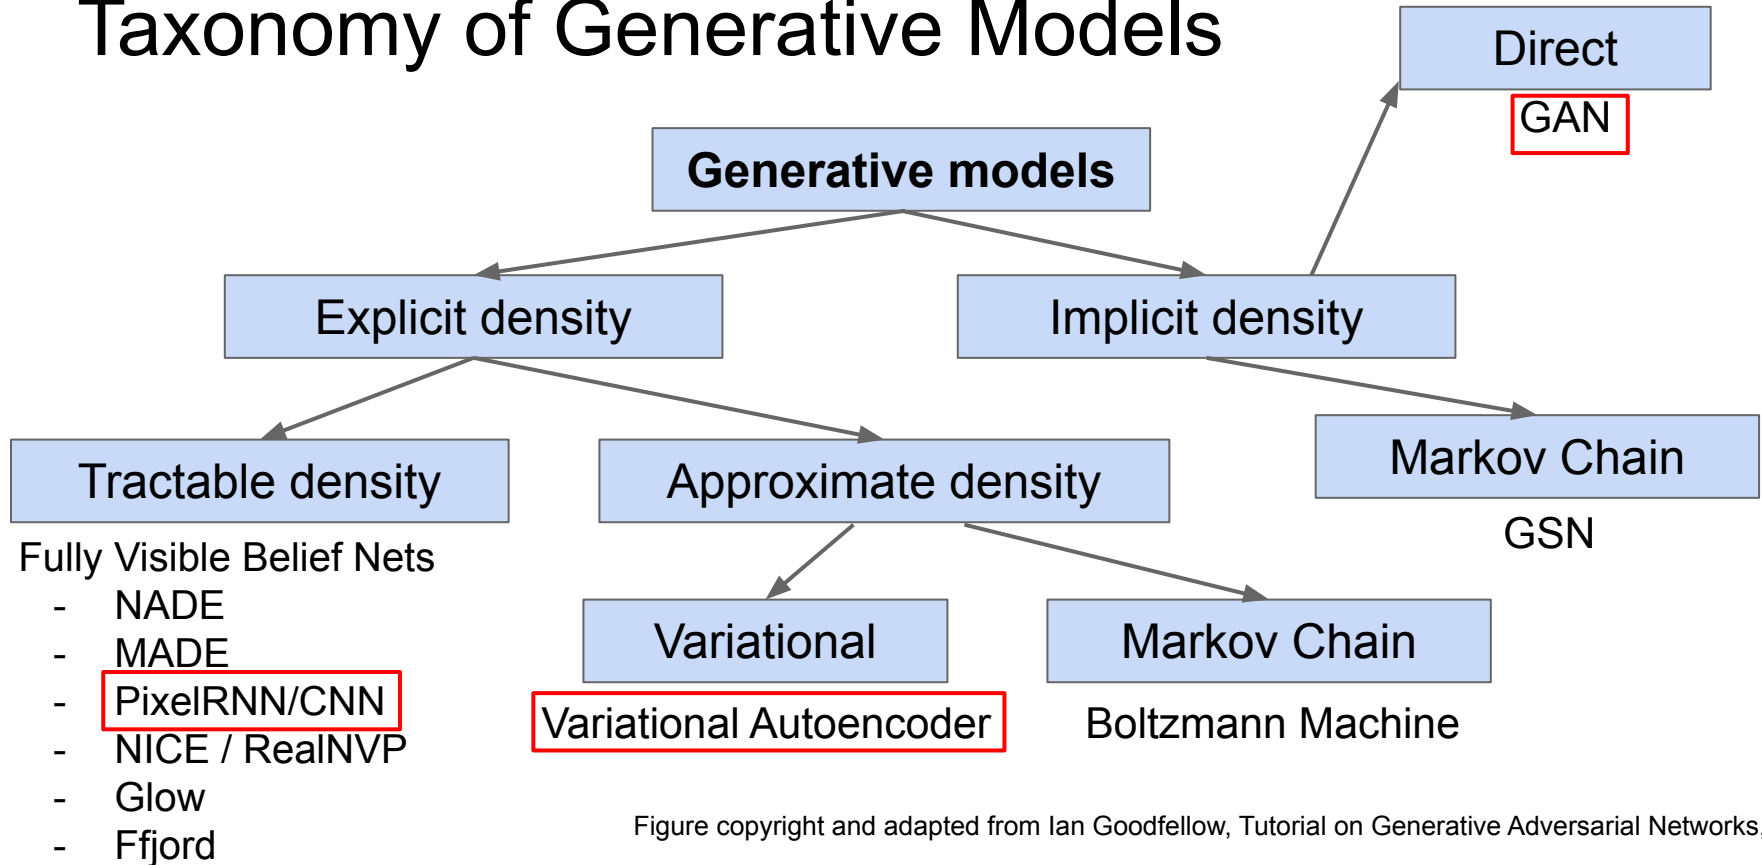 Taxonomy of Generative Models
Direct
GAN
Generative models
Explicit density
Implicit density
Tractable density
Approximate density
Markov Chain
GSN
Fully Visible Belief Nets
- NADE
- MADE
- PixelRNN/CNN
- NICE / RealNVP
- Glow
- Ffjord
Variational
Markov Chain
Variational Autoencoder
Boltzmann Machine
Figure copyright and adapted from Ian Goodfellow, Tutorial on Generative Adversarial Networks,